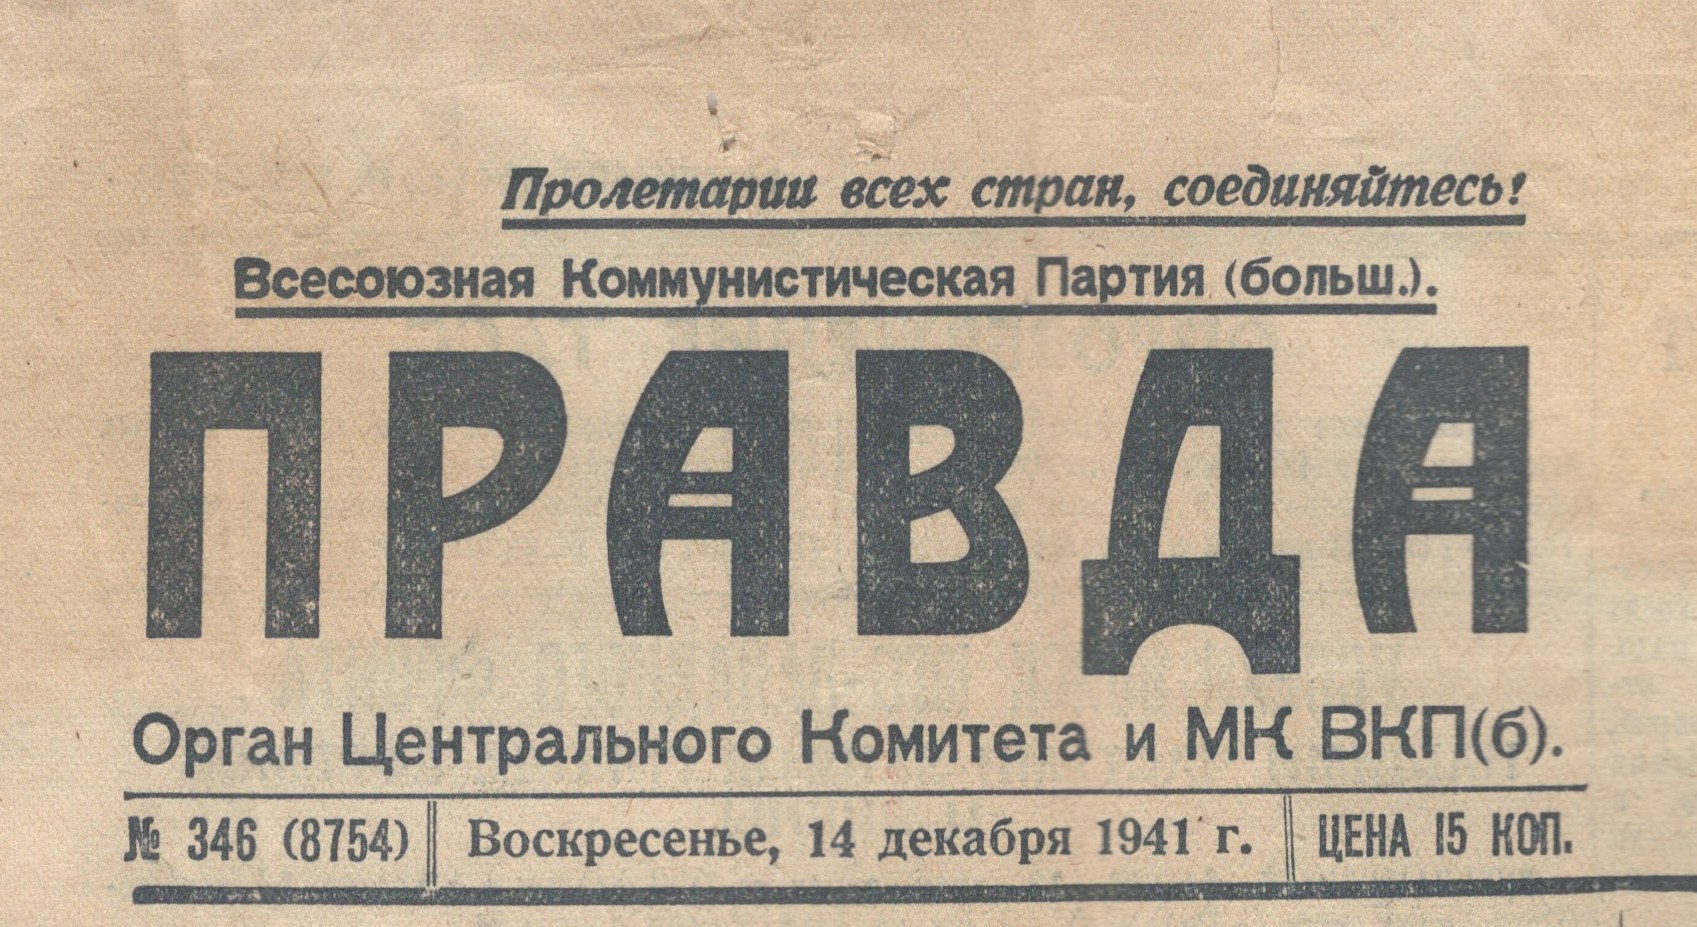 Пролетарии всех стран, соединяйтесь!
Всесоюзная Коммунистическая Партия (больш.).
ПРАВДА
Орган Центрального Комитета и МК ВКП(б).
№ 346 (8754) Воскресенье, 14 декабря 1941 г. ЦЕНА 15 КОП.